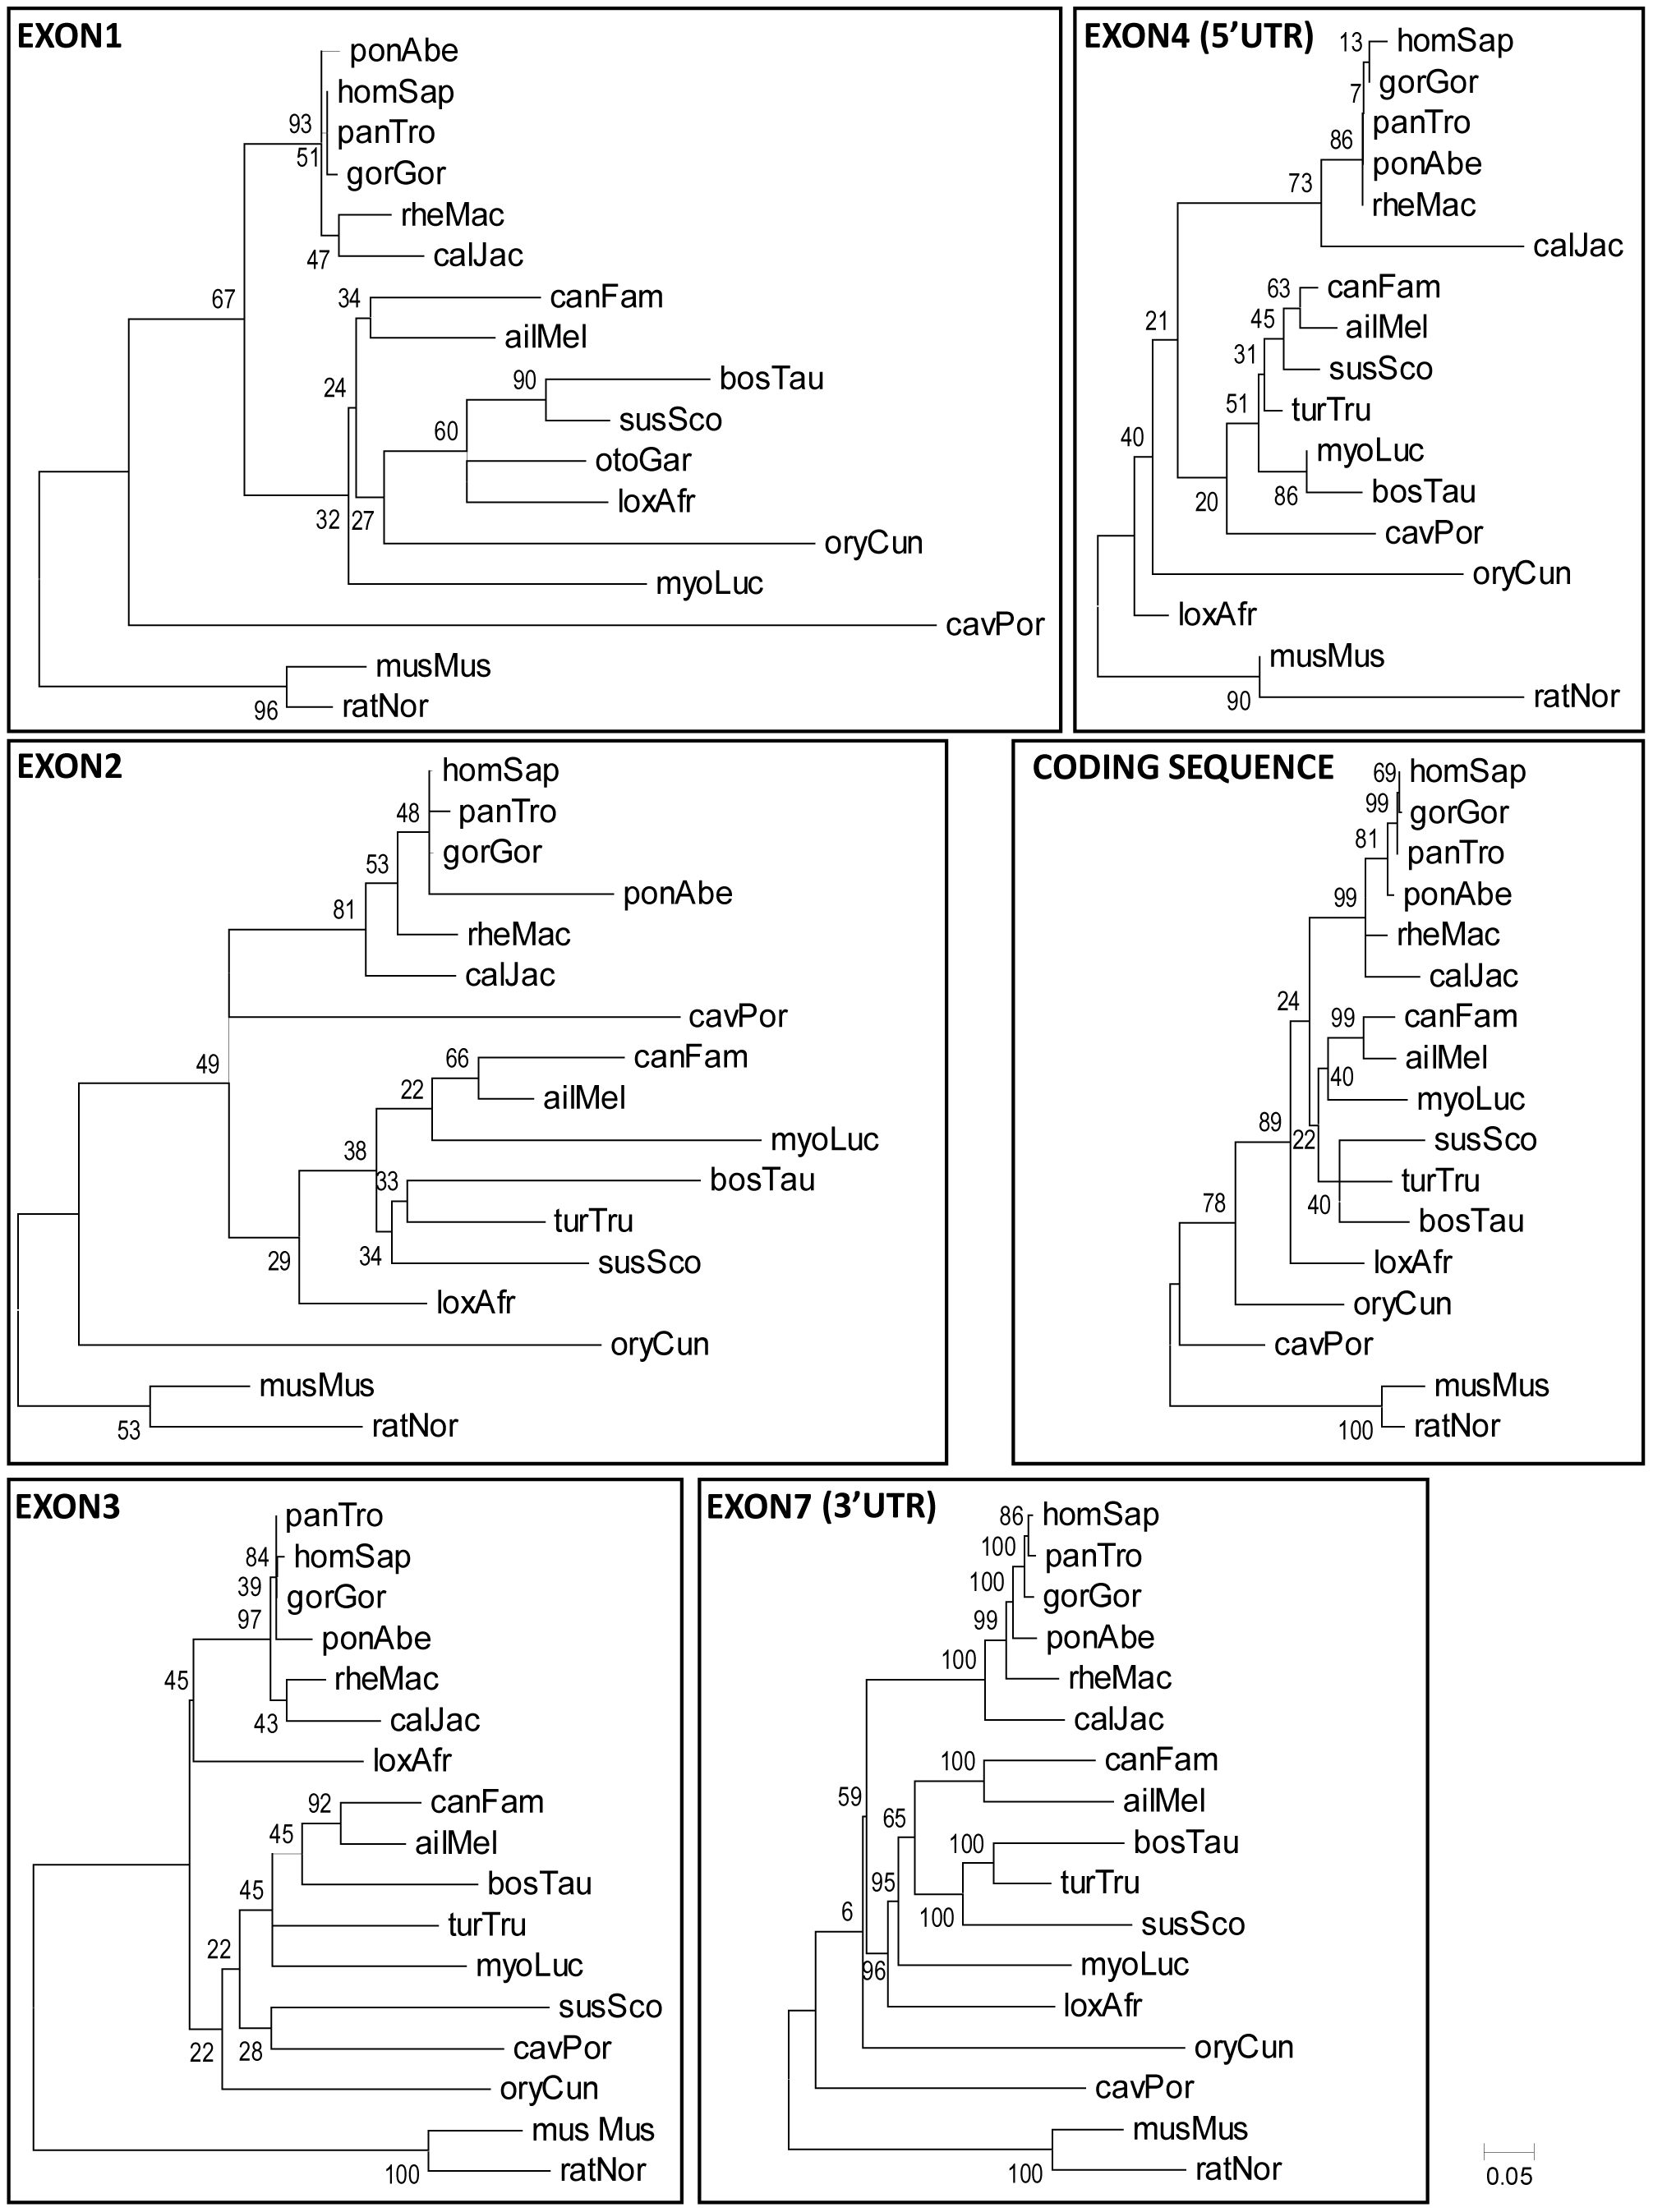 EXON1
ponAbe
homSap
93
panTro
51
gorGor
rheMac
47
calJac
67
34
canFam
ailMel
24
90
bosTau
susSco
60
otoGar
loxAfr
32
27
oryCun
myoLuc
cavPor
musMus
96
ratNor
EXON4 (5’UTR)
13
homSap
gorGor
7
panTro
86
ponAbe
73
rheMac
calJac
63
canFam
21
45
ailMel
31
susSco
51
turTru
40
myoLuc
86
bosTau
20
cavPor
oryCun
loxAfr
musMus
90
ratNor
EXON2
homSap
48
panTro
gorGor
53
ponAbe
81
rheMac
calJac
cavPor
49
66
canFam
22
ailMel
myoLuc
38
33
bosTau
turTru
34
susSco
29
loxAfr
oryCun
musMus
53
ratNor
CODING SEQUENCE
69
homSap
99
gorGor
81
panTro
99
ponAbe
rheMac
calJac
24
99
canFam
ailMel
40
myoLuc
89
22
susSco
turTru
78
40
bosTau
loxAfr
oryCun
cavPor
musMus
100
ratNor
EXON3
panTro
84
homSap
39
gorGor
97
ponAbe
45
rheMac
43
calJac
loxAfr
92
canFam
45
ailMel
45
bosTau
turTru
22
myoLuc
susSco
22
28
cavPor
oryCun
mus Mus
100
ratNor
EXON7 (3’UTR)
86
homSap
100
panTro
100
gorGor
99
ponAbe
100
rheMac
calJac
100
canFam
59
ailMel
65
100
bosTau
95
turTru
6
100
susSco
96
myoLuc
loxAfr
oryCun
cavPor
musMus
100
ratNor
0.05